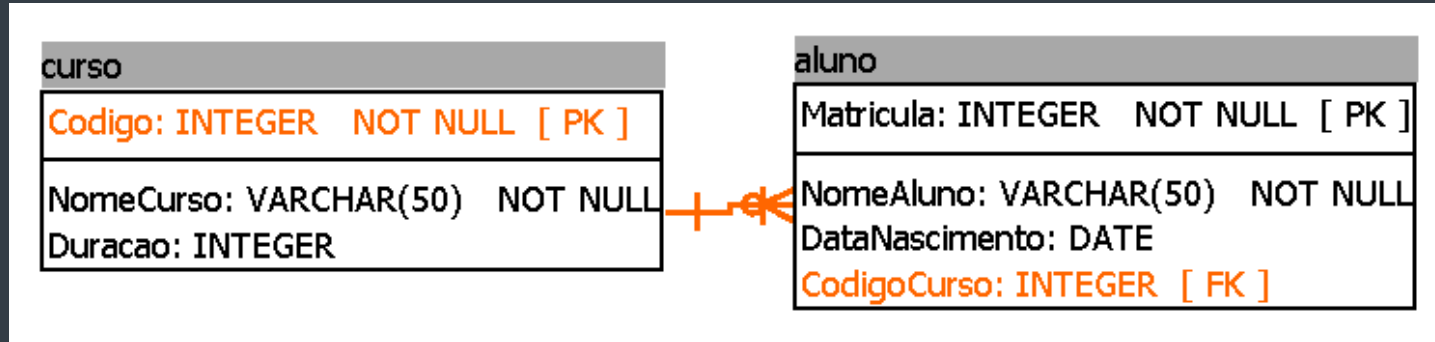 curso
Codigo: INTEGER NOT NULL [ PK ]
NomeCurso: VARCHAR(50) NOT NULL
Duracao: INTEGER
aluno
Matricula: INTEGER NOT NULL [ PK ]
NomeAluno: VARCHAR(50) NOT NULL
DataNascimento: DATE
CodigoCurso: INTEGER [ FK ]